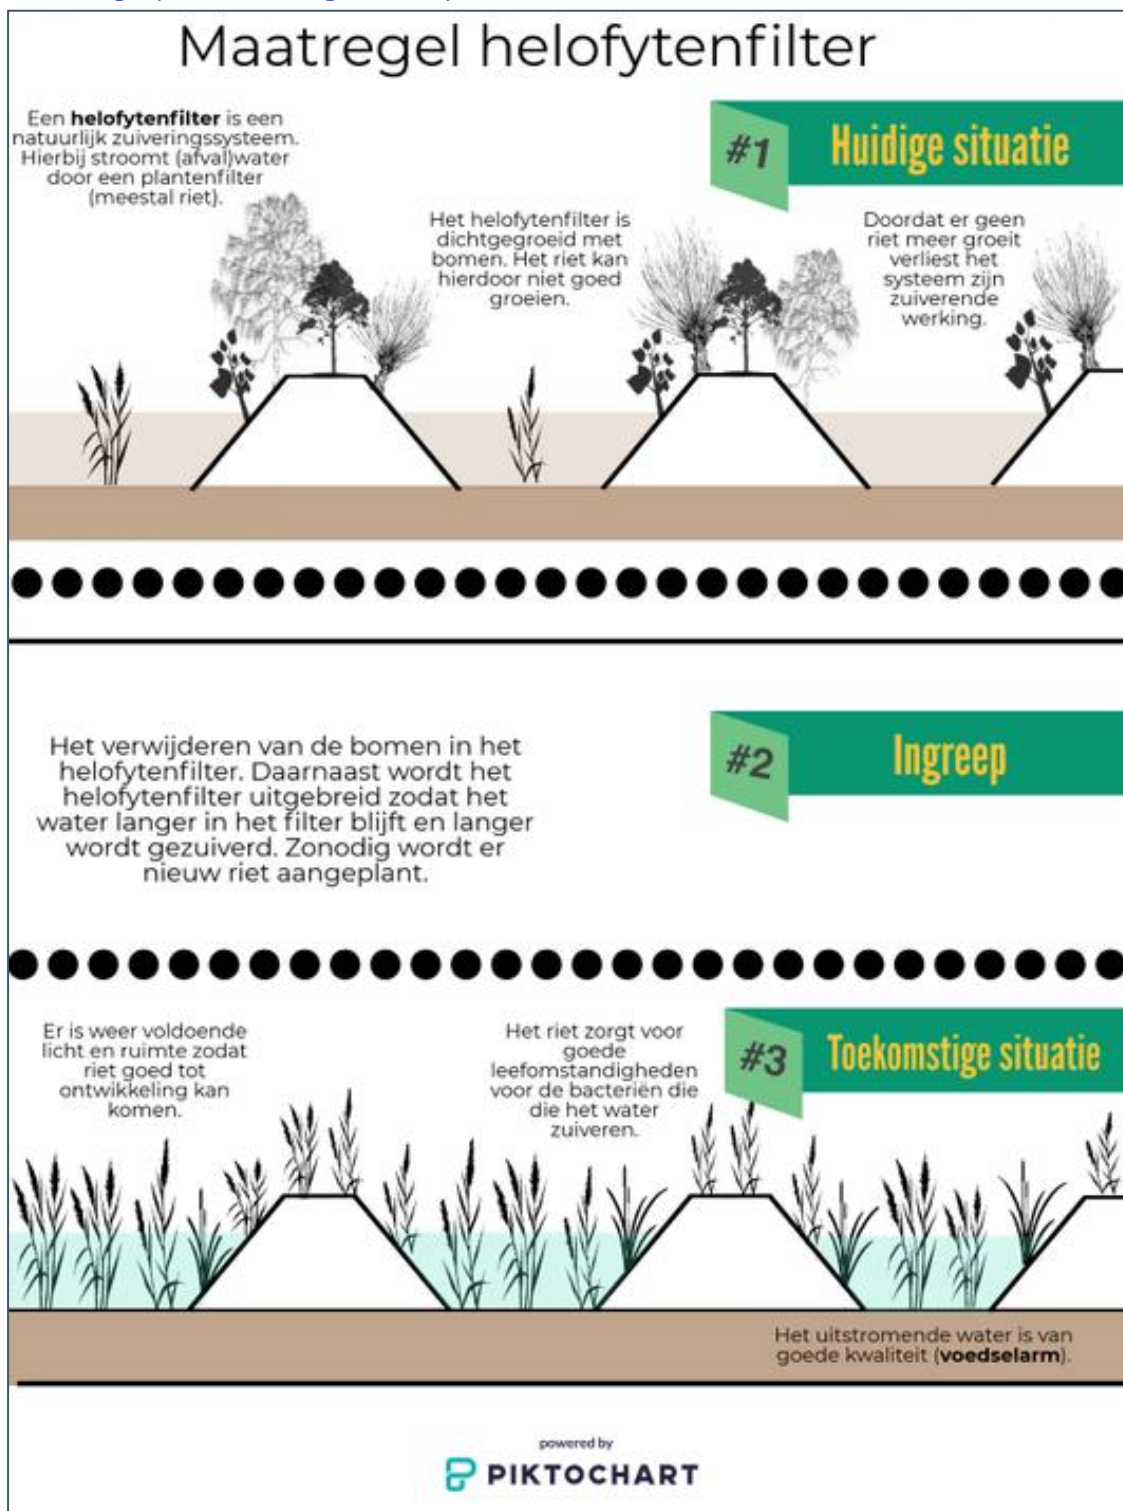 Maatregel helofytenfilter
Een helofytenfilter is een
natuurlijk zuiveringssysteem.
Hierbij stroomt (afval)water
door een plantenfilter
(meestal riet).
#1
Huidige situatie
Het helofytenfilter is
dichtgegroeid met
bomen. Het riet kan
hierdoor niet goed
groeien.
Doordat er geen
riet meer groeit
verliest het
systeem zijn
zuiverende
werking.
#2
Ingreep
Het verwijderen van de bomen in het
helofytenfilter. Daarnaast wordt het
helofytenfilter uitgebreid zodat het
water langer in het filter blijft en langer
wordt gezuiverd. Zonodig wordt er
nieuw riet aangeplant.
#3
Toekomstige situatie
Er is weer voldoende
licht en ruimte zodat
riet goed tot
ontwikkeling kan
komen.
Het riet zorgt voor
goede
leefomstandigheden
voor de bacteriën die
die het water
zuiveren.
Het uitstromende water is van
goede kwaliteit (voedselarm).
powered by
PIKTOCHART